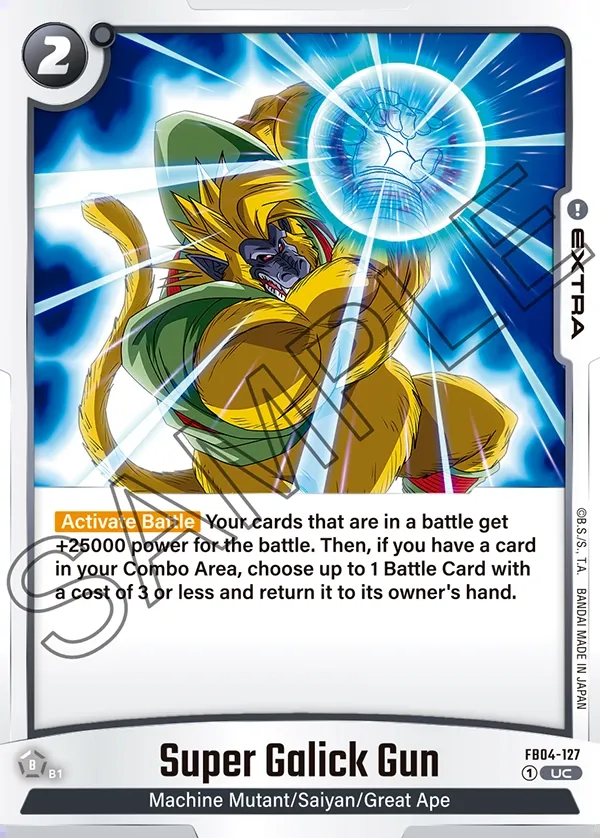 2
! EXTRA
Activate Battle Your cards that are in a battle get
+25000 power for the battle. Then, if you have a card
in your Combo Area, choose up to 1 Battle Card with
a cost of 3 or less and return it to its owner's hand.
SAMPLE
©B.S./S., T.A. BANDAI MADE IN JAPAN
B B1
Super Galick Gun
FB04-127
1 UC
Machine Mutant/Saiyan/Great Ape